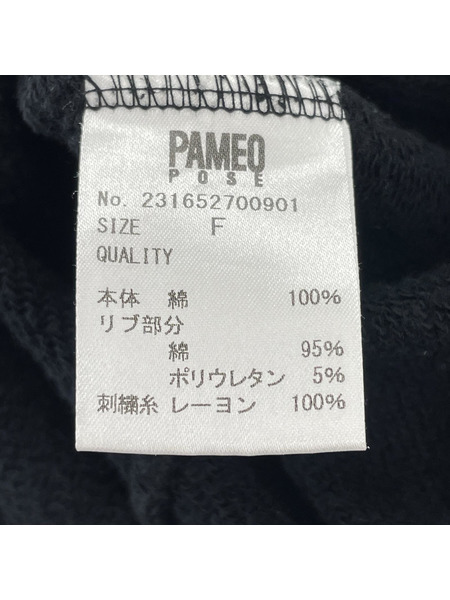 PAMEO
POSE
No. 231652700901
SIZE F
QUALITY
本体 綿 100%
リブ部分
綿 95%
ポリウレタン 5%
刺繍糸 レーヨン 100%